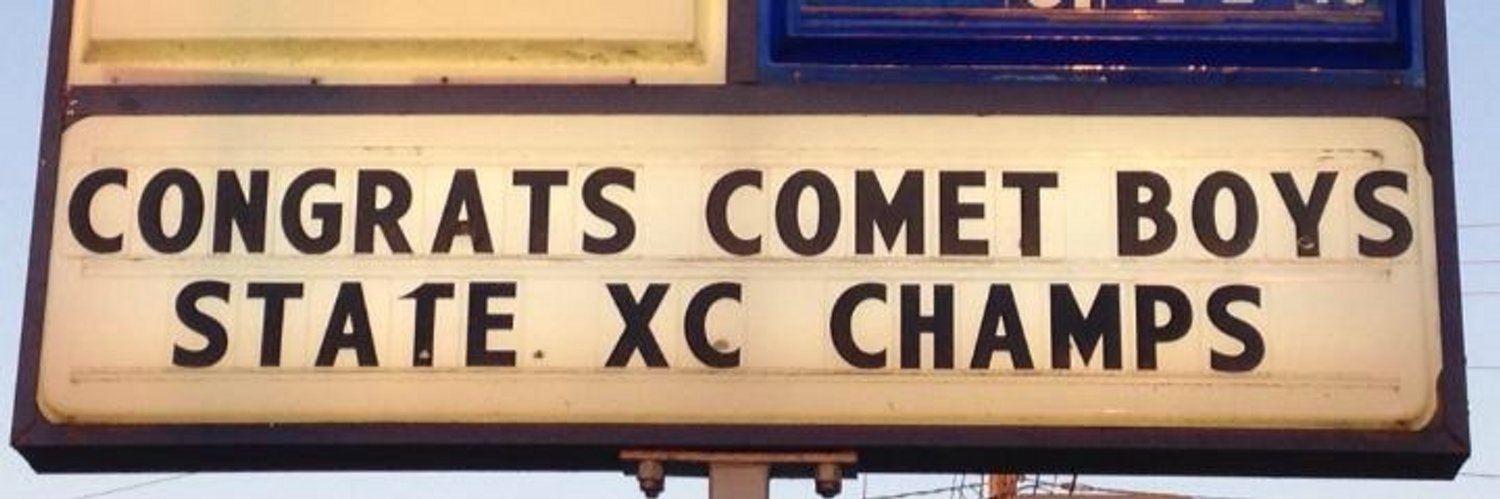 CONGRATS COMET BOYS
STATE XC CHAMPS